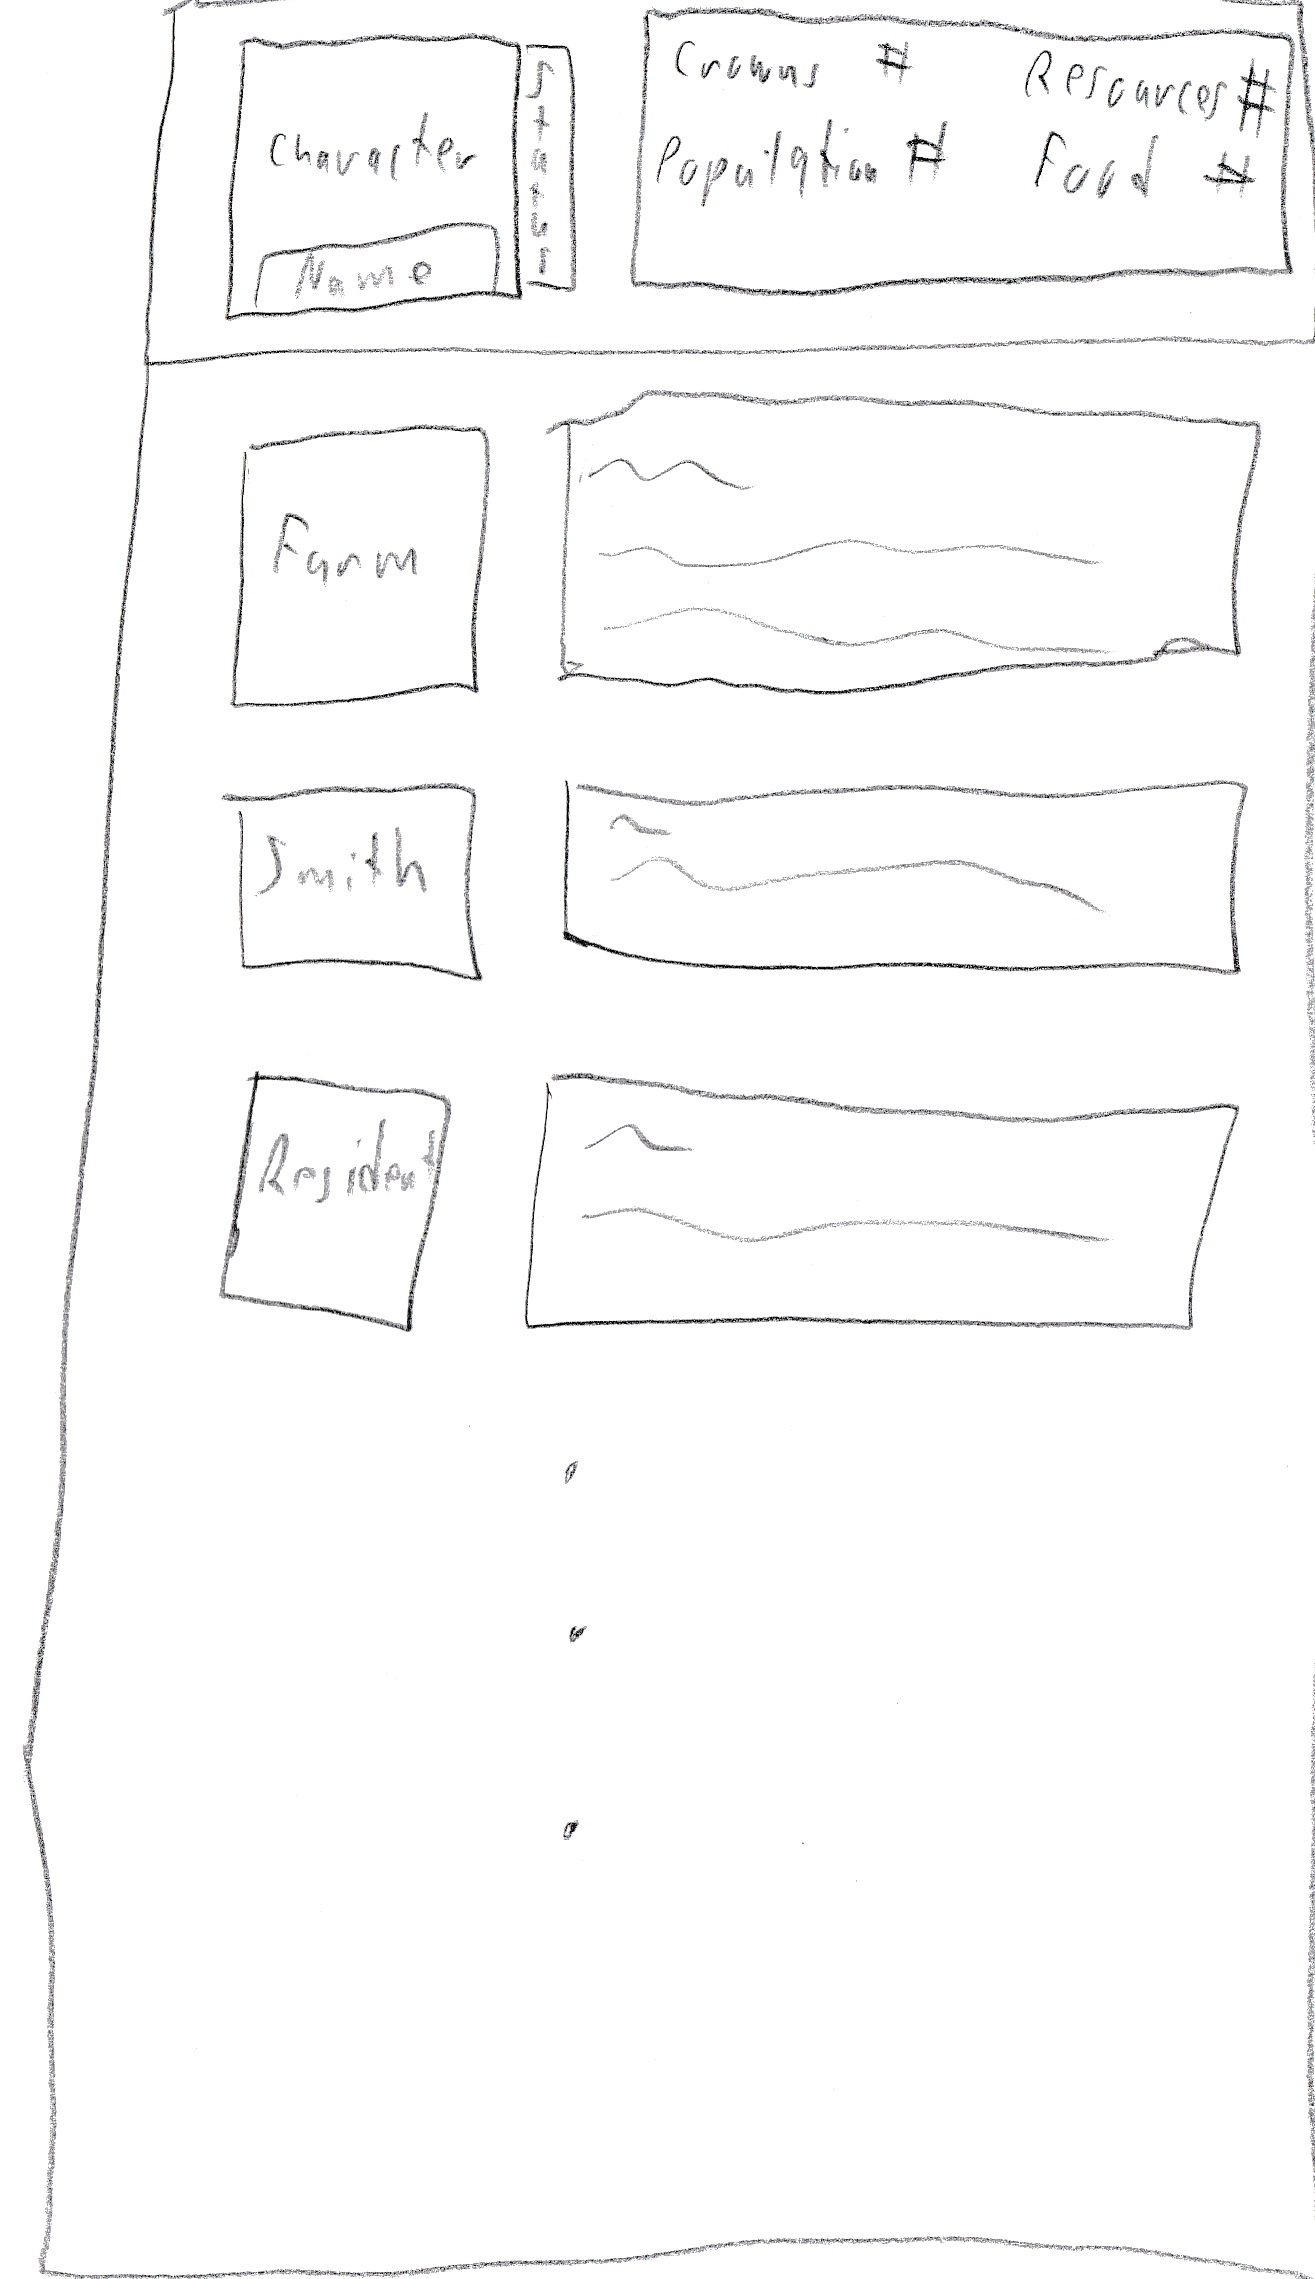 Crowns # Resources #
Character
Status
Population # Food #
Name
Farm
Smith
Resident